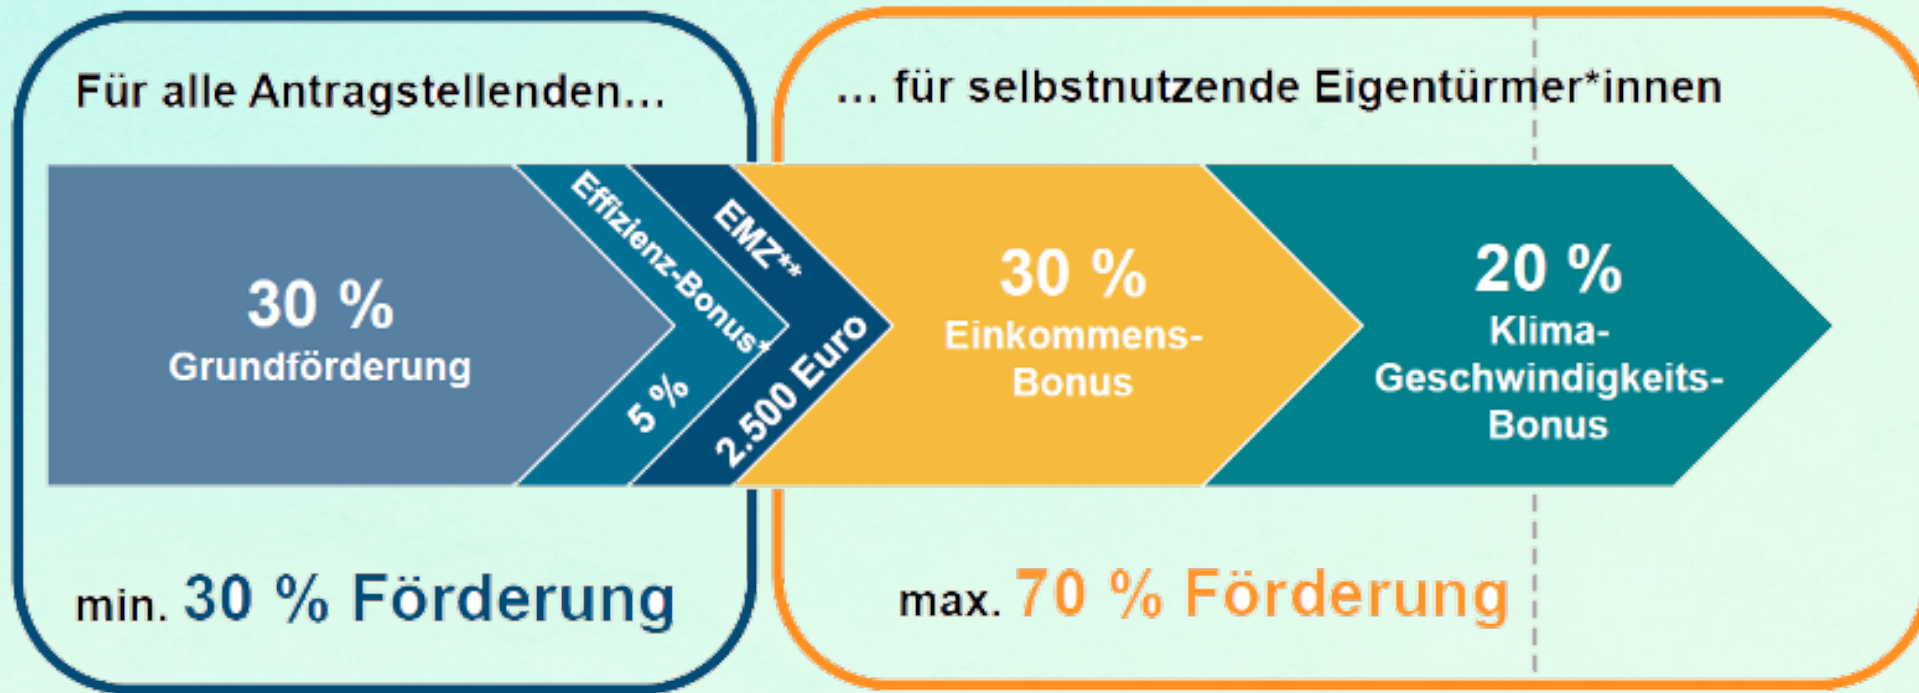 Für alle Antragstellenden...
... für selbstnutzende Eigentürmer*innen
30 %
Grundförderung
Effizienz-Bonus*
5 %
EMZ**
2.500 Euro
30 %
Einkommens-
Bonus
20 %
Klima-
Geschwindigkeits-
Bonus
min. 30 % Förderung
max. 70 % Förderung